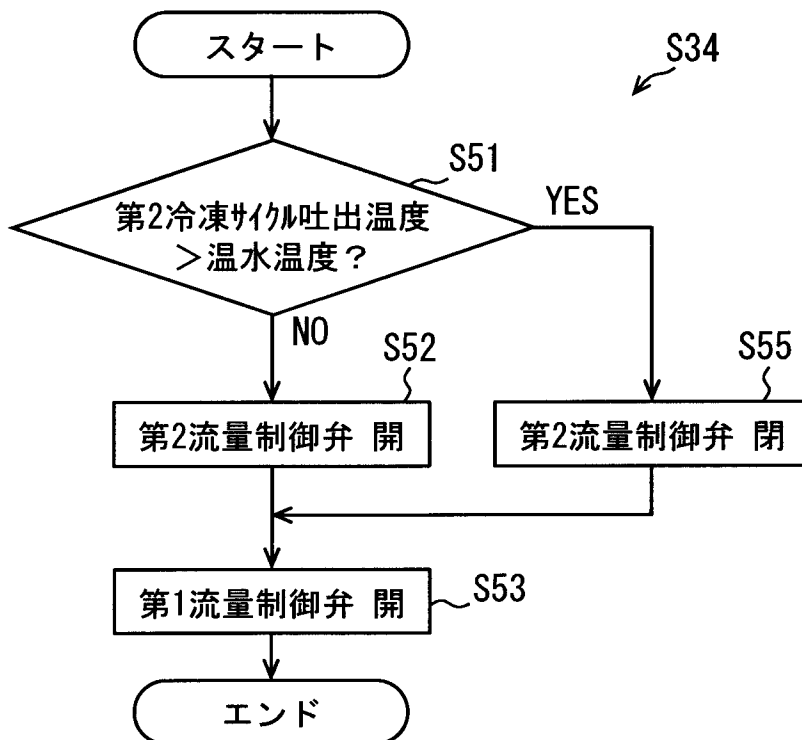 スタート
S34
S51
第2冷凍ｻｲｸﾙ吐出温度
＞温水温度？
YES
NO
S52
S55
第2流量制御弁 開
第2流量制御弁 閉
第1流量制御弁 開
S53
エンド